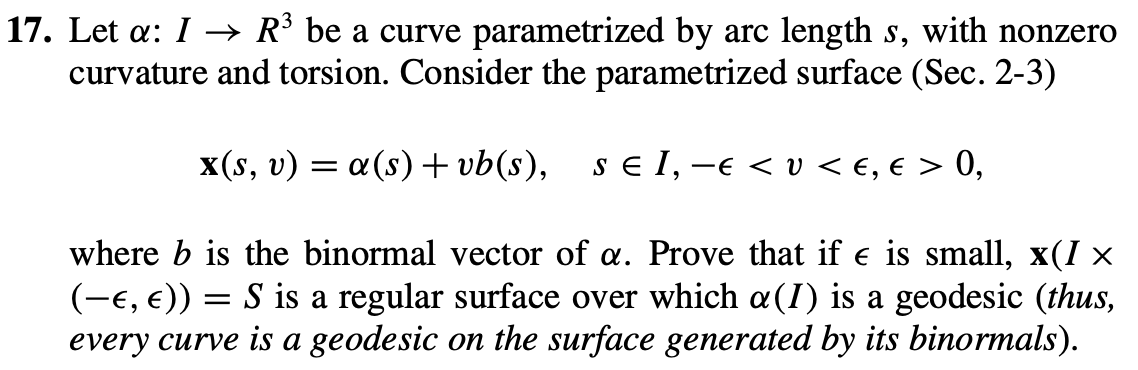 17. Let α: I → R³ be a curve parametrized by arc length s, with nonzero
curvature and torsion. Consider the parametrized surface (Sec. 2-3)
x(s, v) = α(s) + vb(s), s ∈ I, −ϵ < v < ϵ, ϵ > 0,
where b is the binormal vector of α. Prove that if ϵ is small, x(I ×
(−ϵ, ϵ)) = S is a regular surface over which α(I) is a geodesic (thus,
every curve is a geodesic on the surface generated by its binormals).